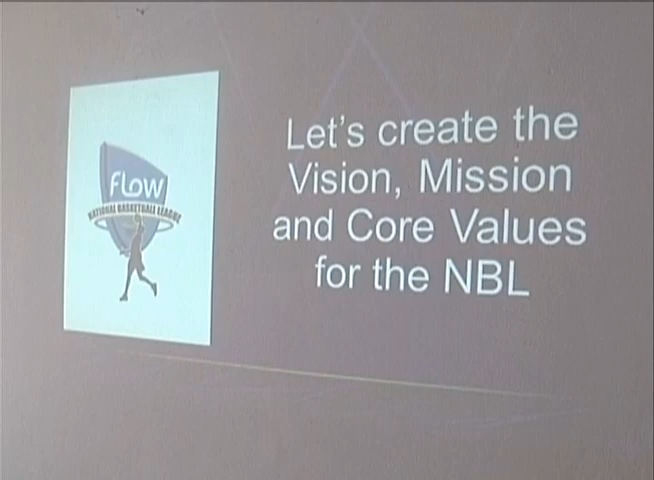 FLOW
NATIONAL BASKETBALL LEAGUE
Let's create the
Vision, Mission
and Core Values
for the NBL